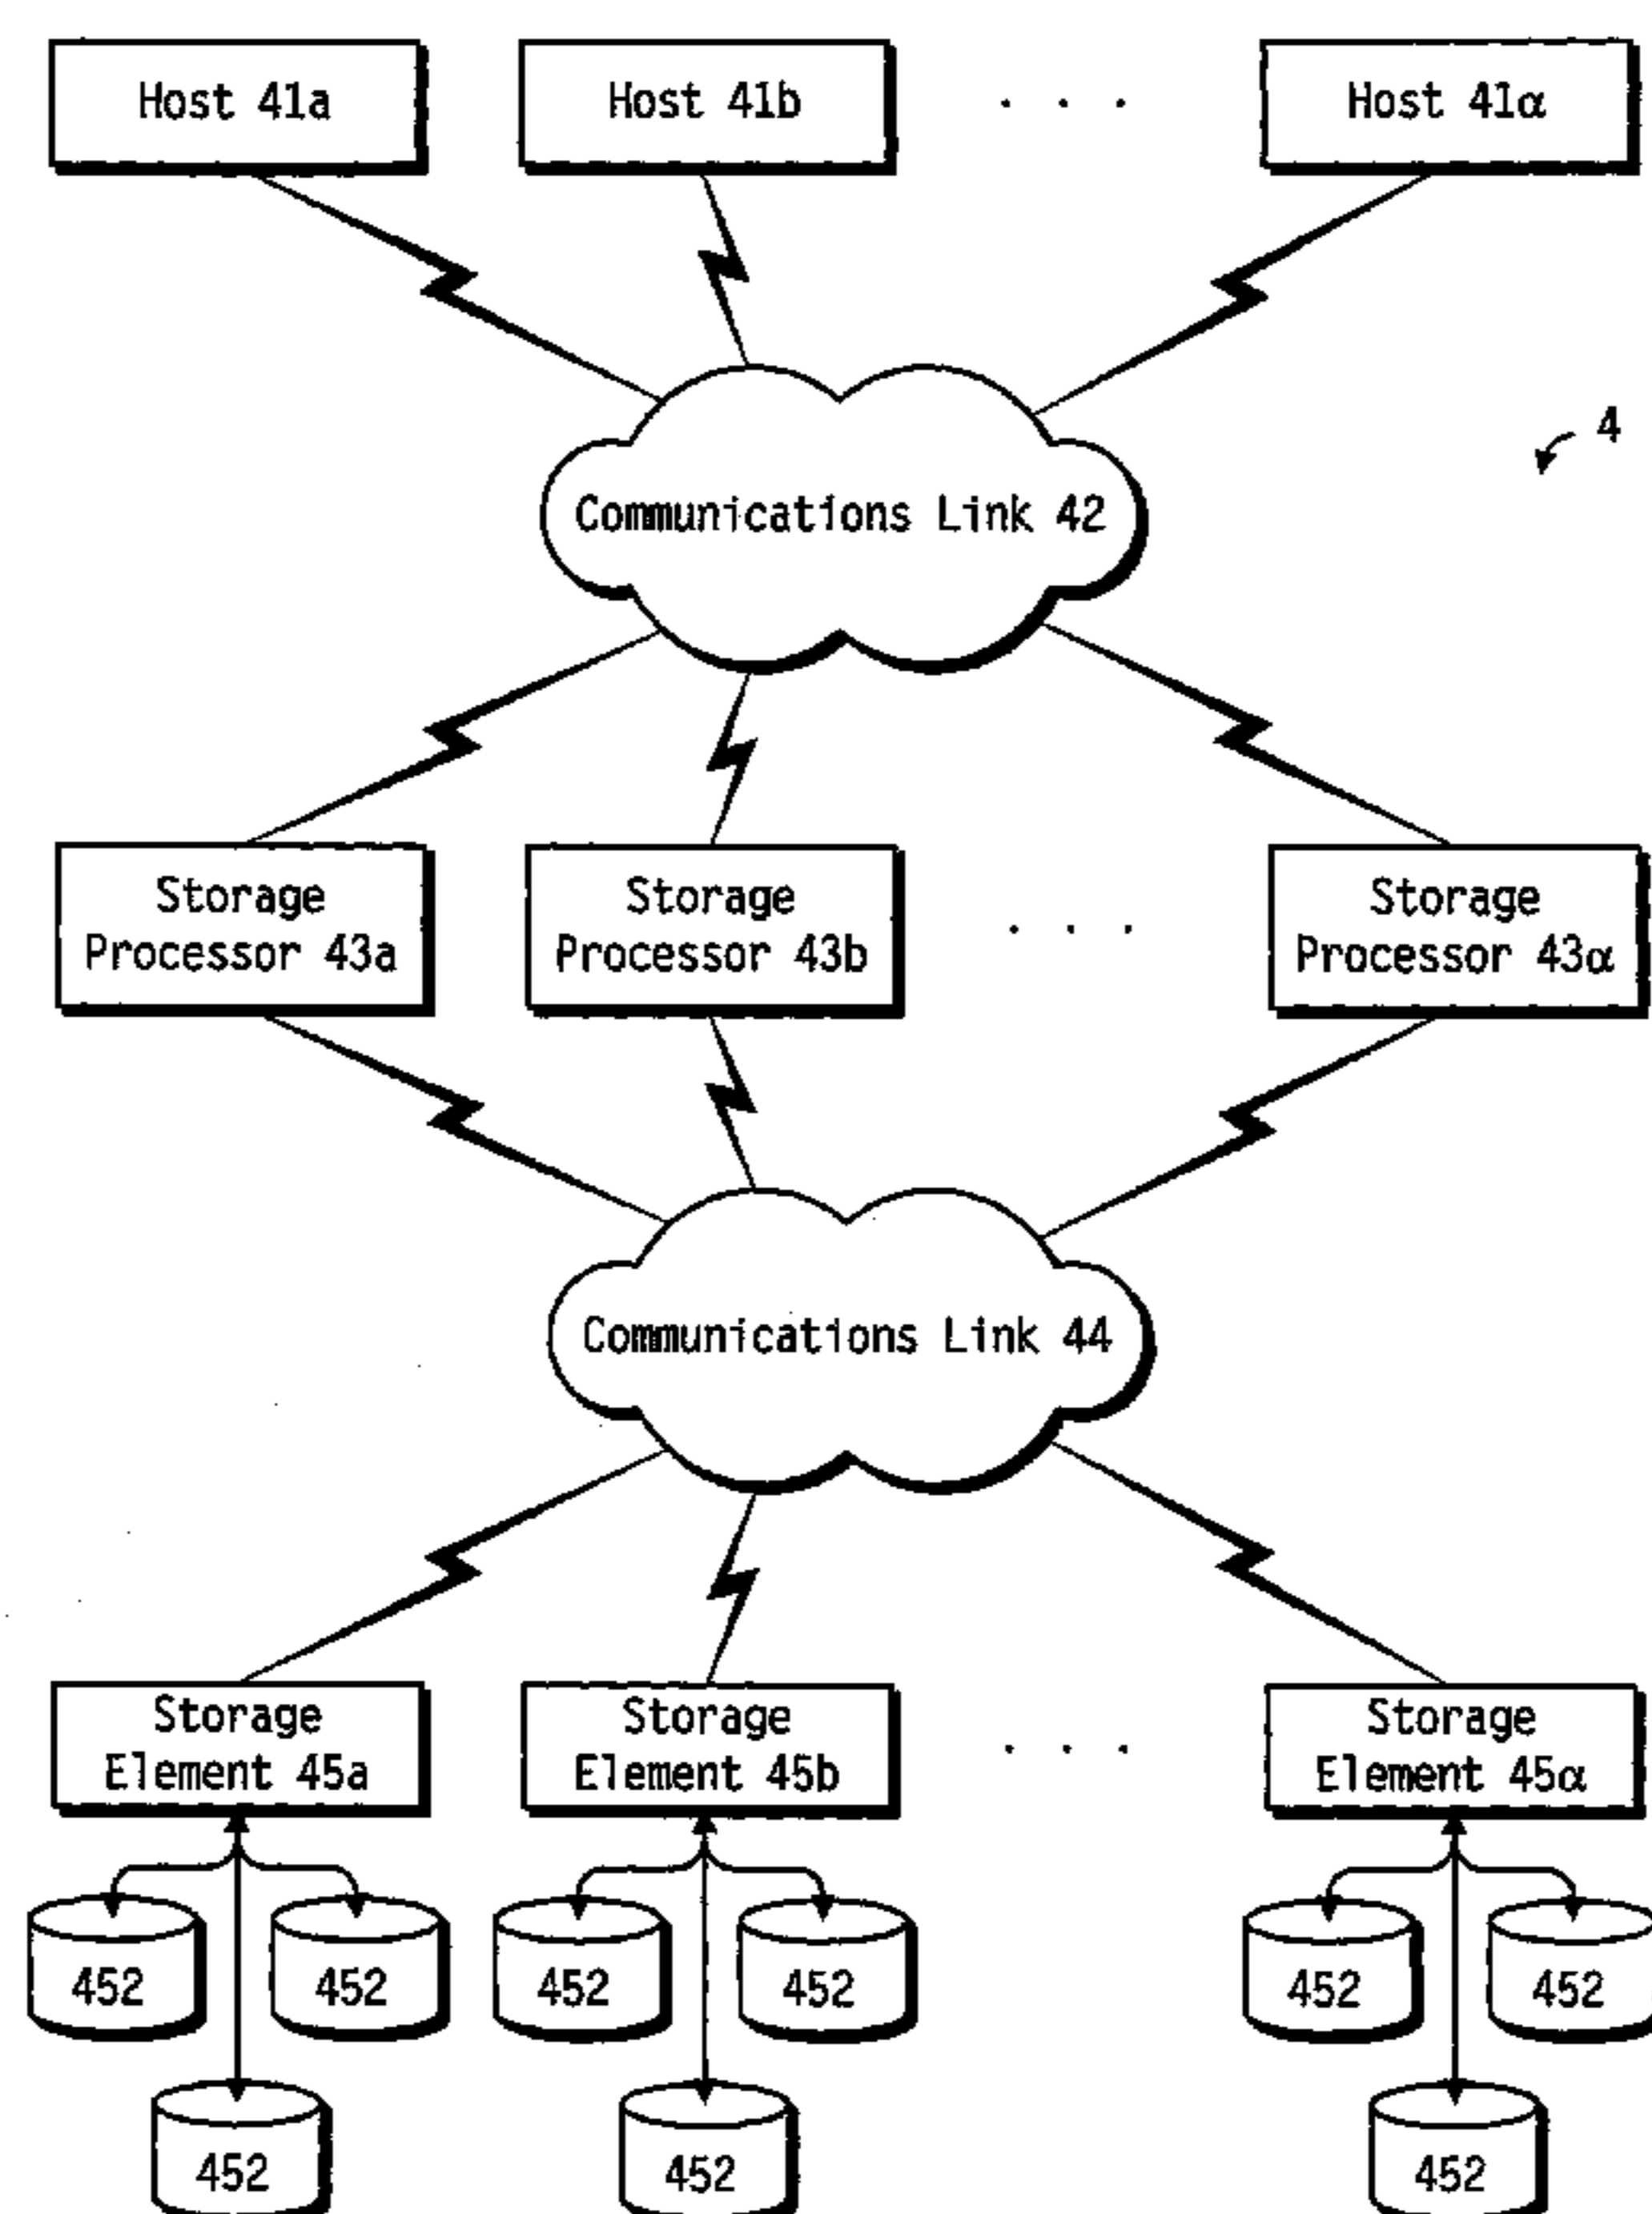 Host 41a
Host 41b
. . .
Host 41α
4
Communications Link 42
Storage
Processor 43a
Storage
Processor 43b
. . .
Storage
Processor 43α
Communications Link 44
Storage
Element 45a
Storage
Element 45b
. . .
Storage
Element 45α
452
452
452
452
452
452
452
452
452